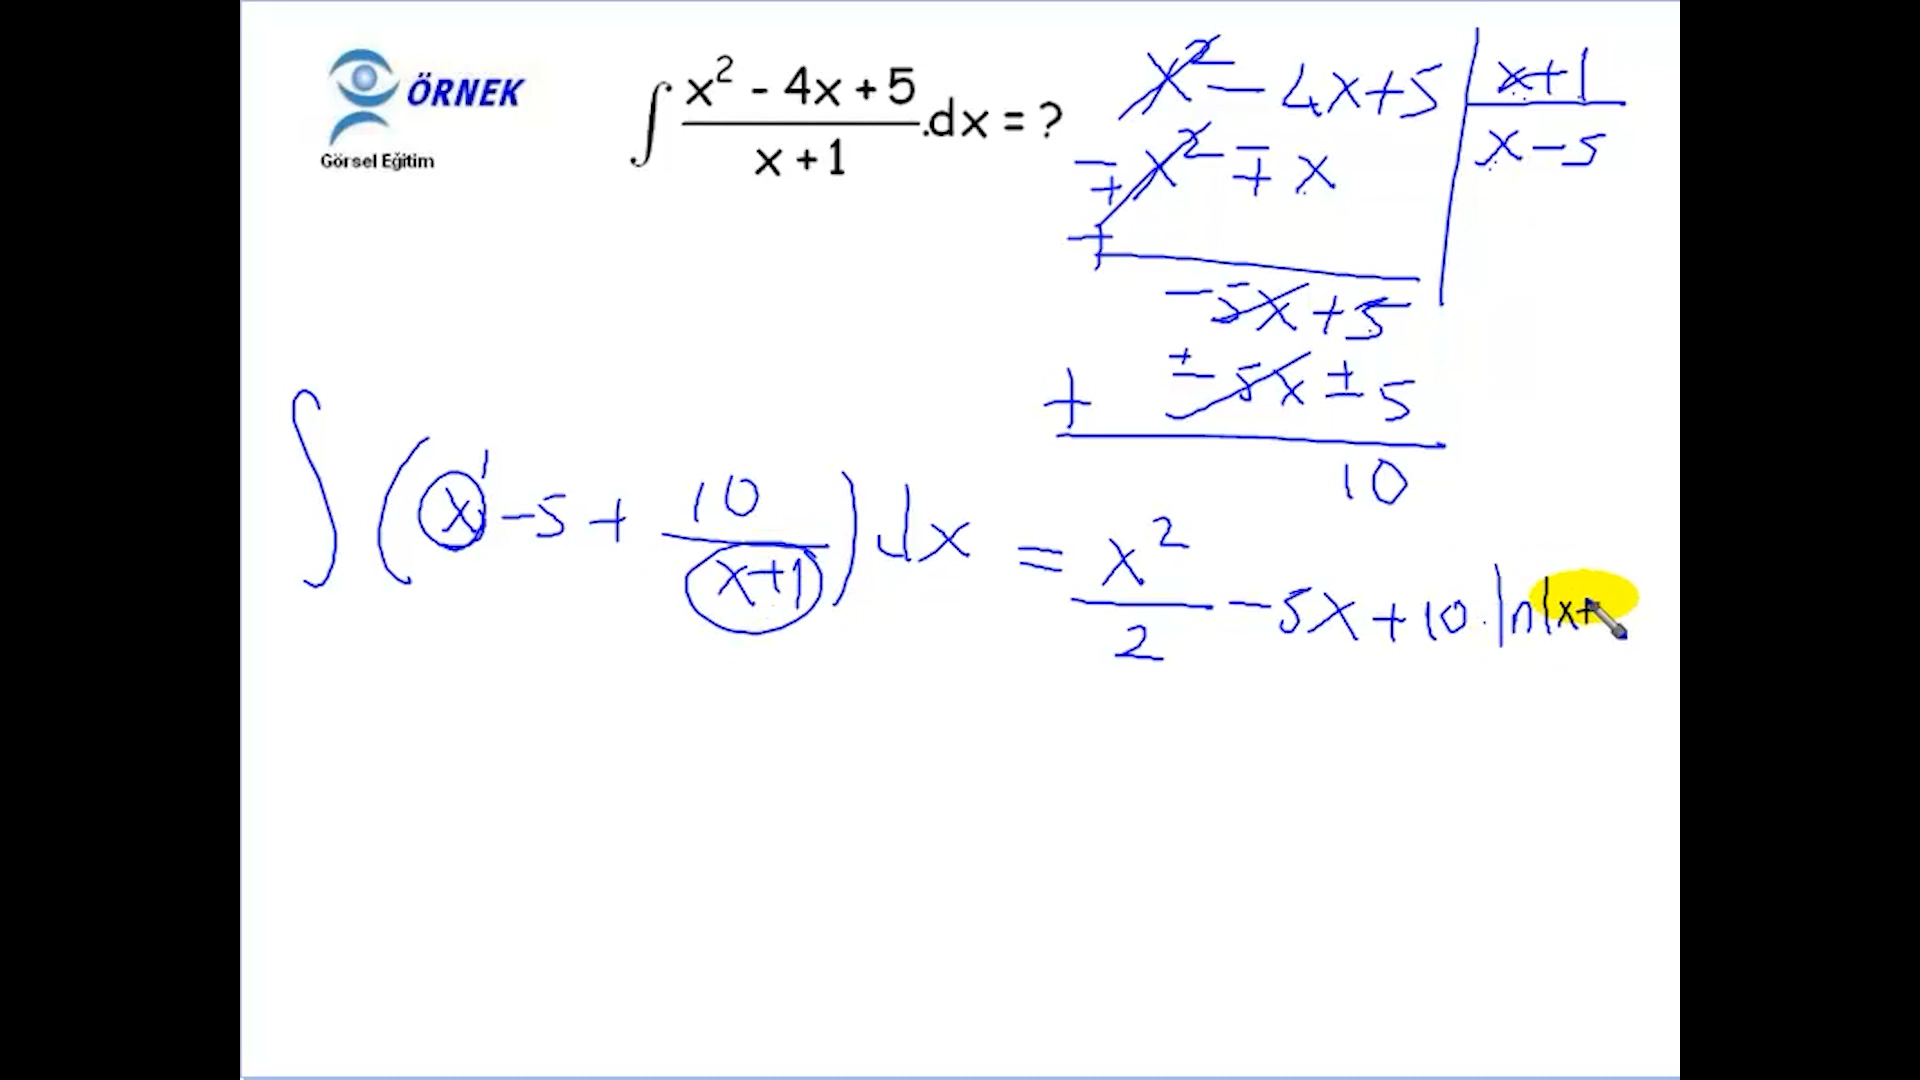 ÖRNEK
Görsel Eğitim
∫ (x² - 4x + 5)/(x + 1) .dx = ?
x² - 4x + 5 | x + 1
x - 5
∓ x² ∓ x
+
-5x + 5
+ ± 5x ± 5
10
∫ (x¹ - 5 + 10/(x+1)) dx = x²/2 - 5x + 10 . ln|x+